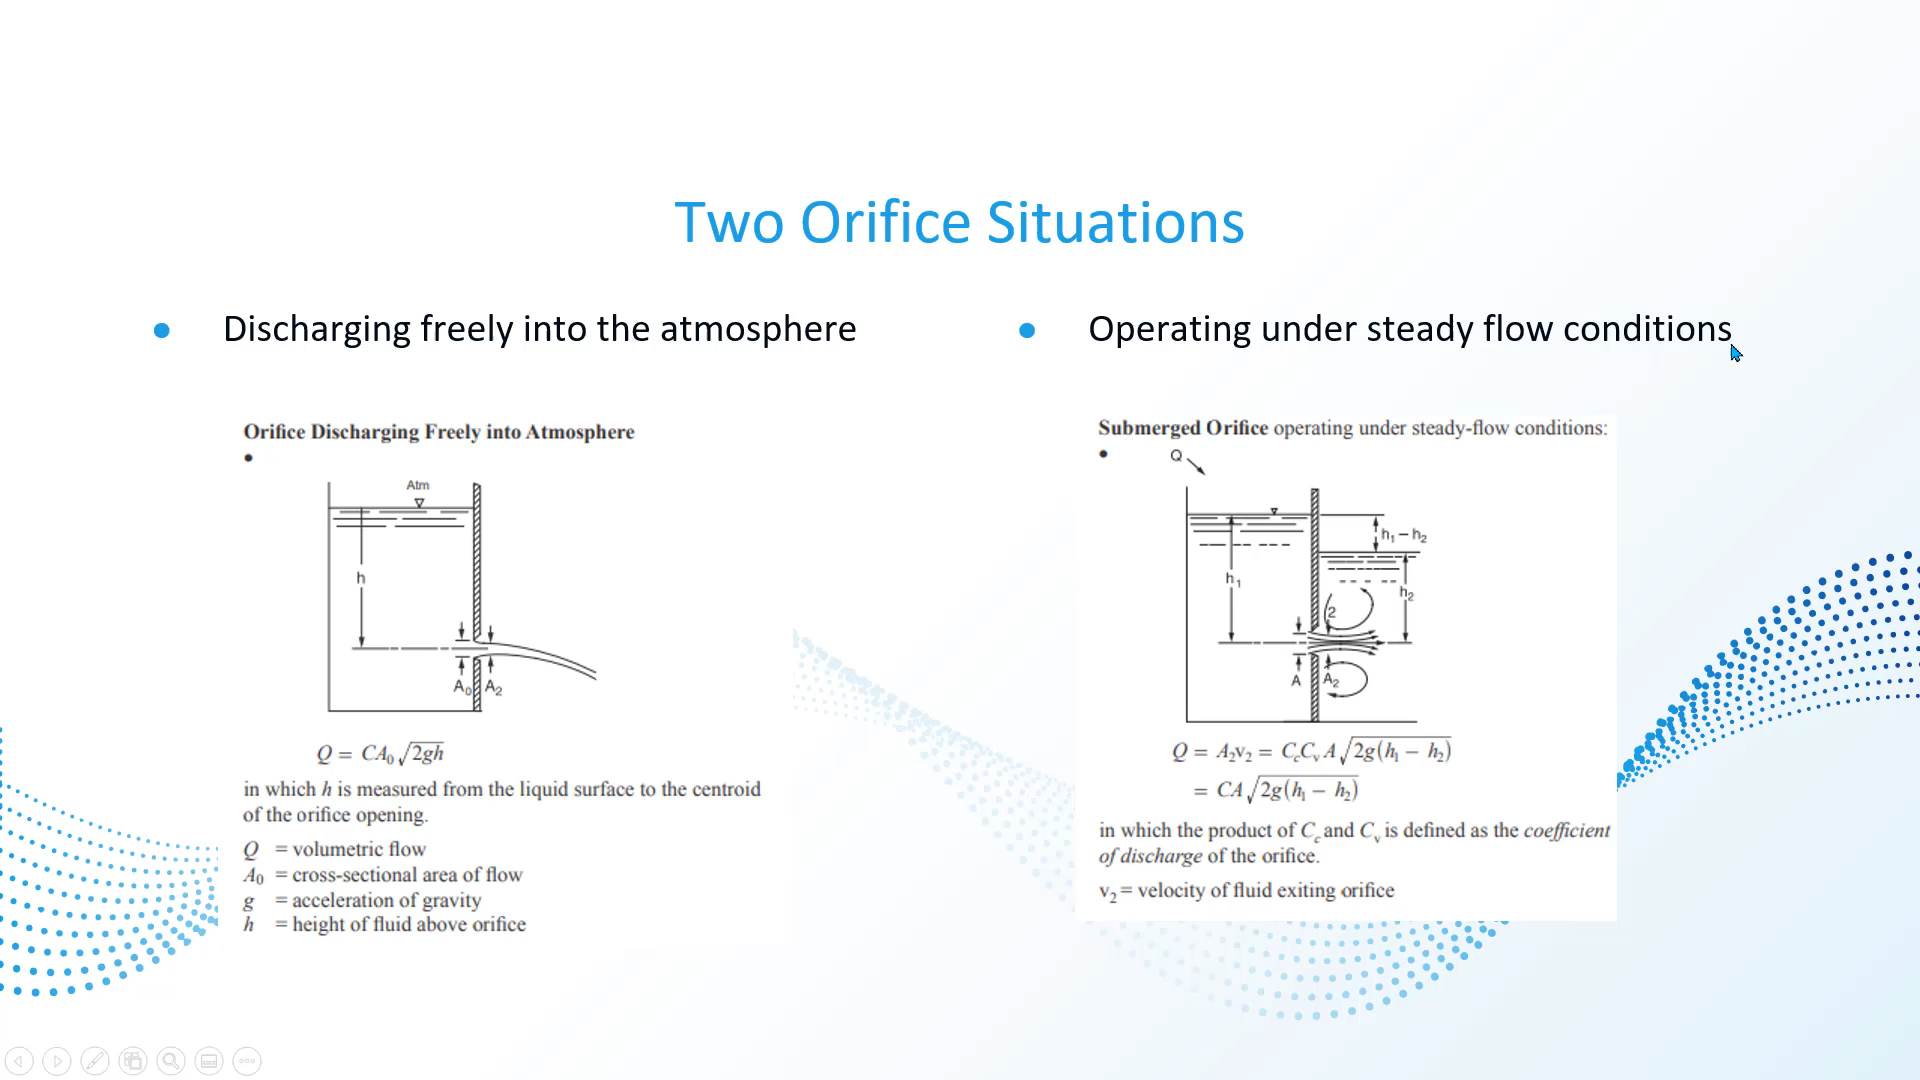 Two Orifice Situations
● Discharging freely into the atmosphere
Orifice Discharging Freely into Atmosphere
•
Atm
h
A₀ A₂
Q = CA₀√(2gh)
in which h is measured from the liquid surface to the centroid
of the orifice opening.
Q = volumetric flow
A₀ = cross-sectional area of flow
g = acceleration of gravity
h = height of fluid above orifice
● Operating under steady flow conditions
Submerged Orifice operating under steady-flow conditions:
•
Q
h₁ – h₂
h₁
h₂
2
A A₂
Q = A₂v₂ = C_cC_v A√(2g(h₁ − h₂))
= CA√(2g(h₁ − h₂))
in which the product of C_c and C_v is defined as the coefficient
of discharge of the orifice.
v₂ = velocity of fluid exiting orifice